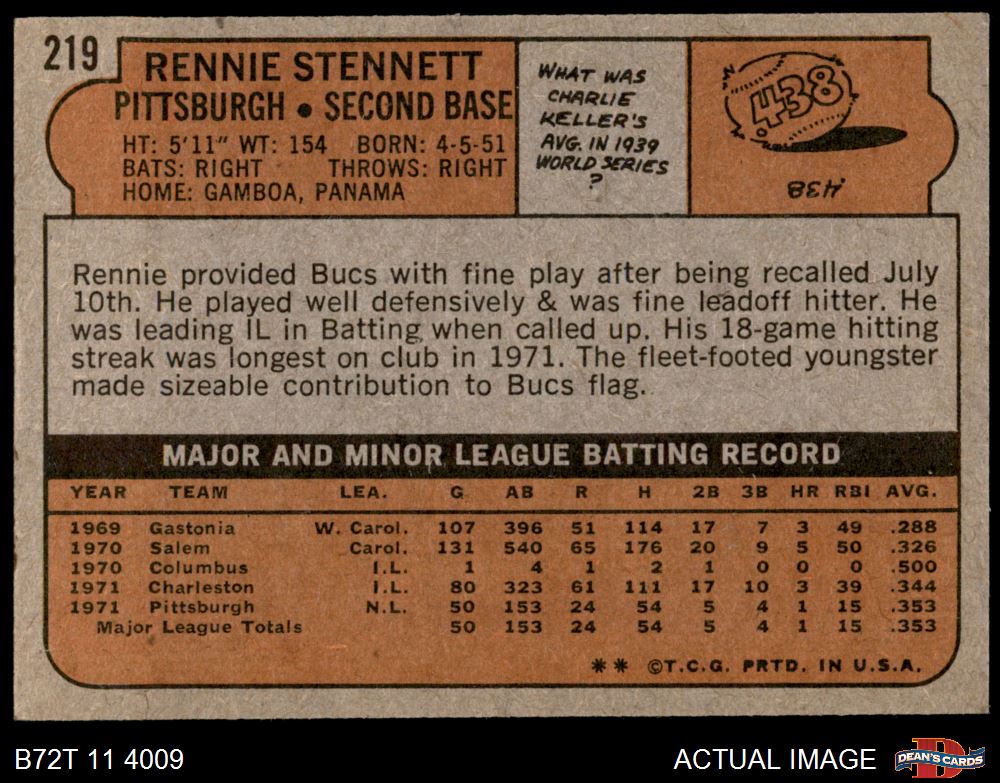 219
RENNIE STENNETT
PITTSBURGH • SECOND BASE
HT: 5'11" WT: 154 BORN: 4-5-51
BATS: RIGHT THROWS: RIGHT
HOME: GAMBOA, PANAMA
WHAT WAS
CHARLIE
KELLER'S
AVG. IN 1939
WORLD SERIES
?
.438
.438
Rennie provided Bucs with fine play after being recalled July
10th. He played well defensively & was fine leadoff hitter. He
was leading IL in Batting when called up. His 18-game hitting
streak was longest on club in 1971. The fleet-footed youngster
made sizeable contribution to Bucs flag.
MAJOR AND MINOR LEAGUE BATTING RECORD
YEAR TEAM LEA. G AB R H 2B 3B HR RBI AVG.
1969 Gastonia W. Carol. 107 396 51 114 17 7 3 49 .288
1970 Salem Carol. 131 540 65 176 20 9 5 50 .326
1970 Columbus I.L. 1 4 1 2 1 0 0 0 .500
1971 Charleston I.L. 80 323 61 111 17 10 3 39 .344
1971 Pittsburgh N.L. 50 153 24 54 5 4 1 15 .353
Major League Totals 50 153 24 54 5 4 1 15 .353
** ©T.C.G. PRTD. IN U.S.A.
B72T 11 4009
ACTUAL IMAGE
D
DEAN'S CARDS